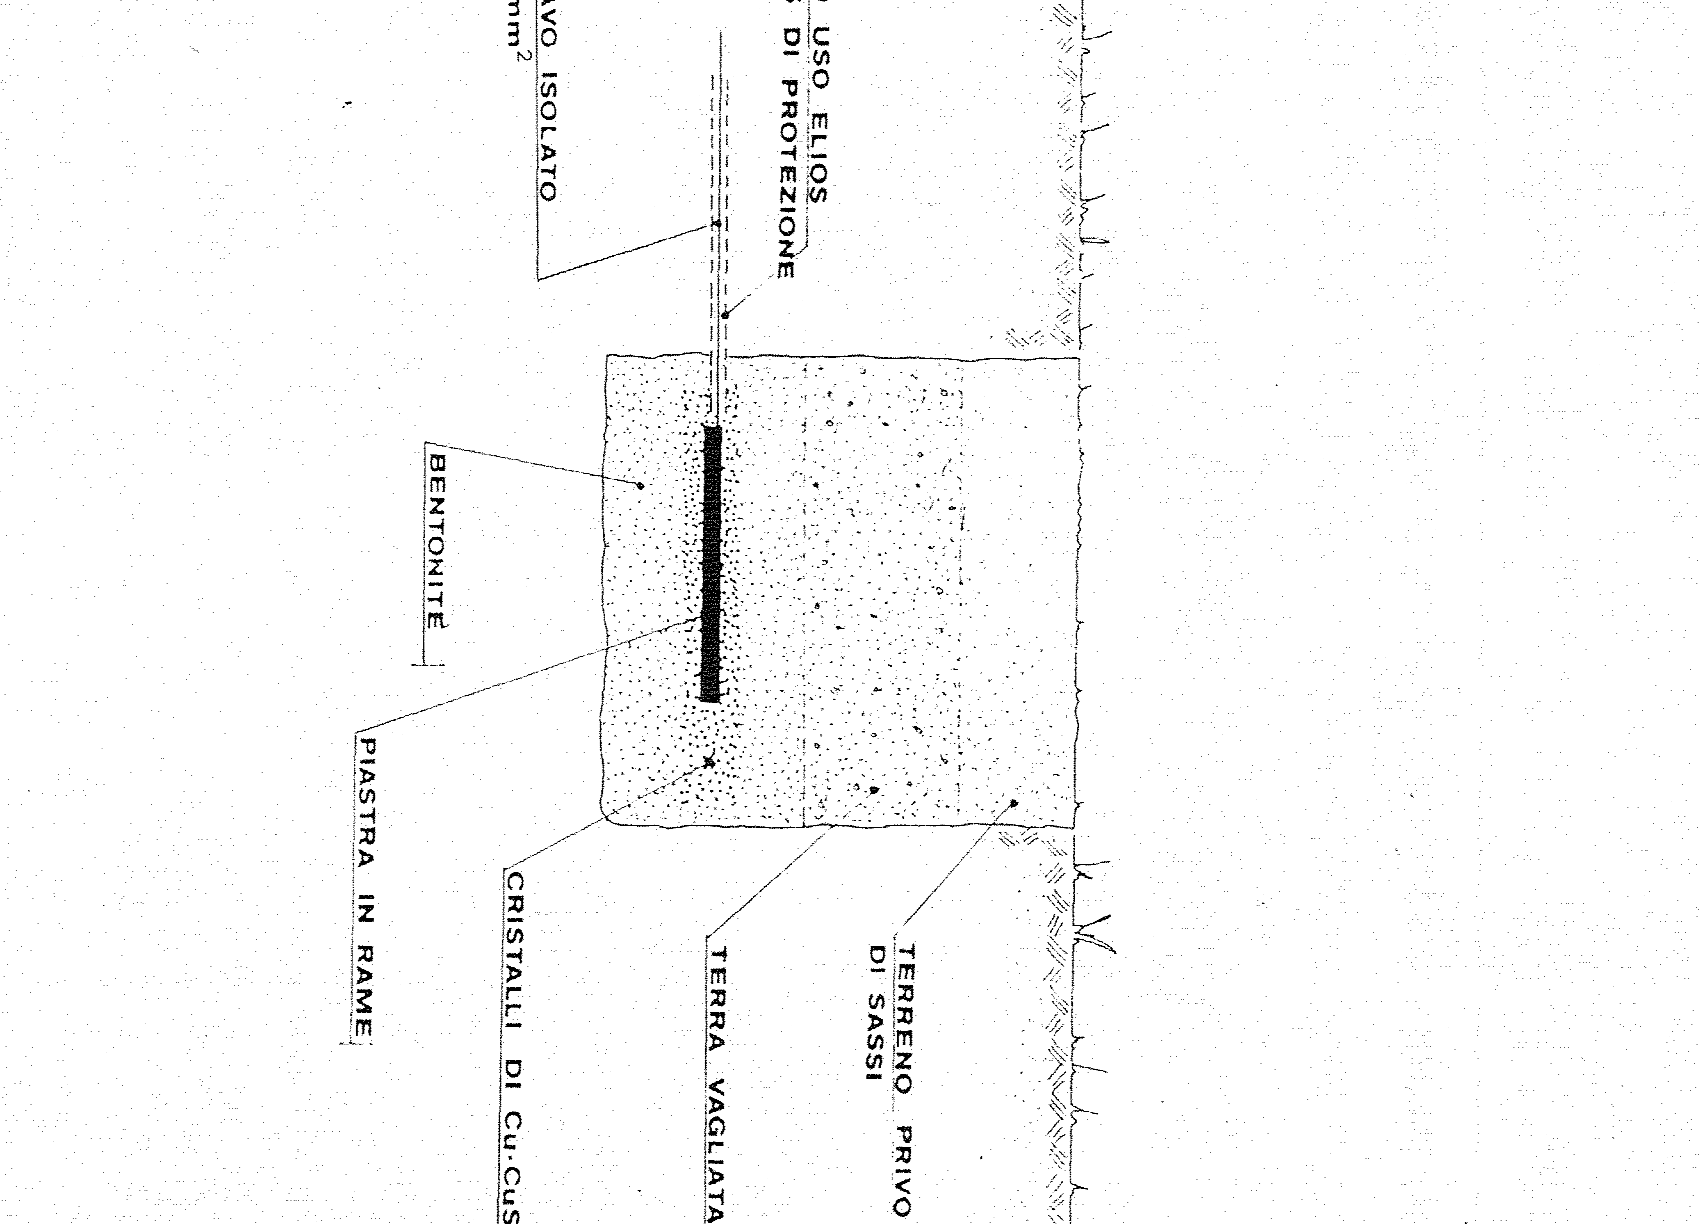 USO ELIOS
DI PROTEZIONE
AVO ISOLATO
mm²
TERRENO PRIVO
DI SASSI
TERRA VAGLIATA
CRISTALLI DI Cu·CuS
BENTONITE
PIASTRA IN RAME